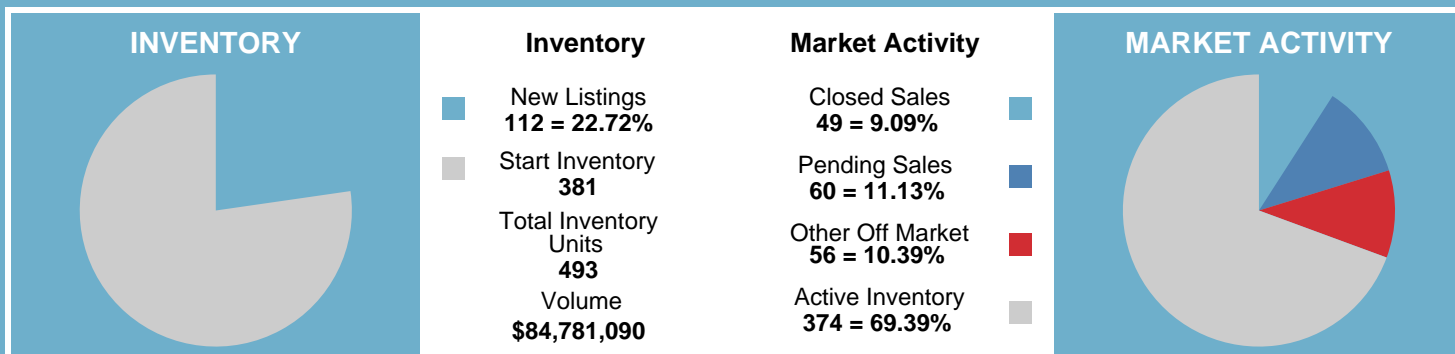 INVENTORY
Inventory
New Listings
112 = 22.72%
Start Inventory
381
Total Inventory
Units
493
Volume
$84,781,090
Market Activity
Closed Sales
49 = 9.09%
Pending Sales
60 = 11.13%
Other Off Market
56 = 10.39%
Active Inventory
374 = 69.39%
MARKET ACTIVITY